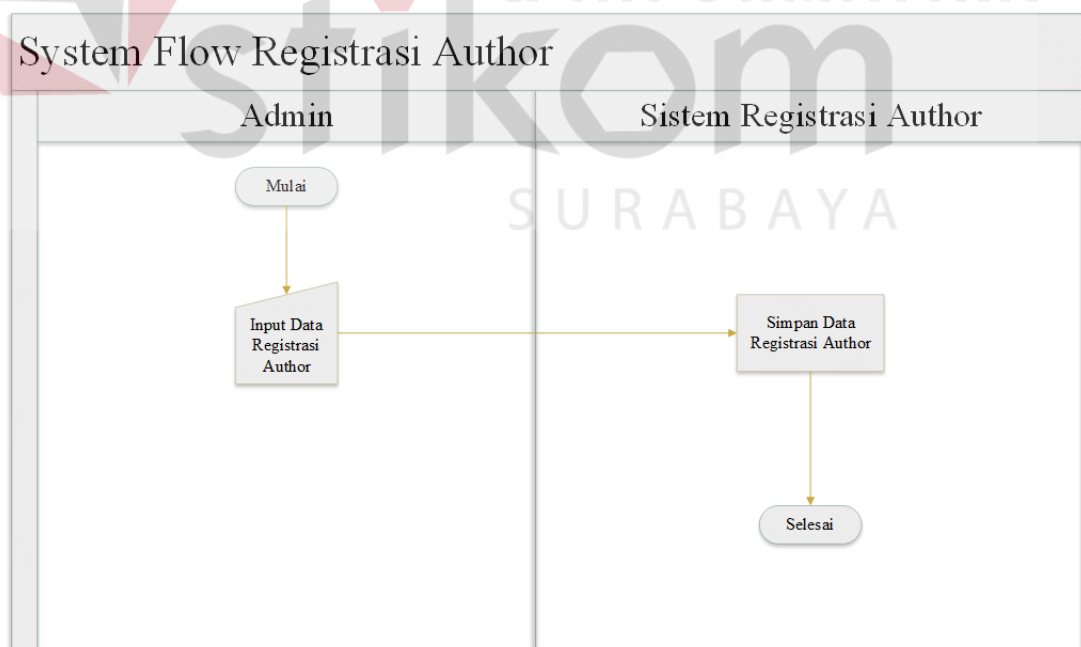 System Flow Registrasi Author
Admin
Sistem Registrasi Author
stikom
SURABAYA
Mulai
Input Data
Registrasi
Author
Simpan Data
Registrasi Author
Selesai